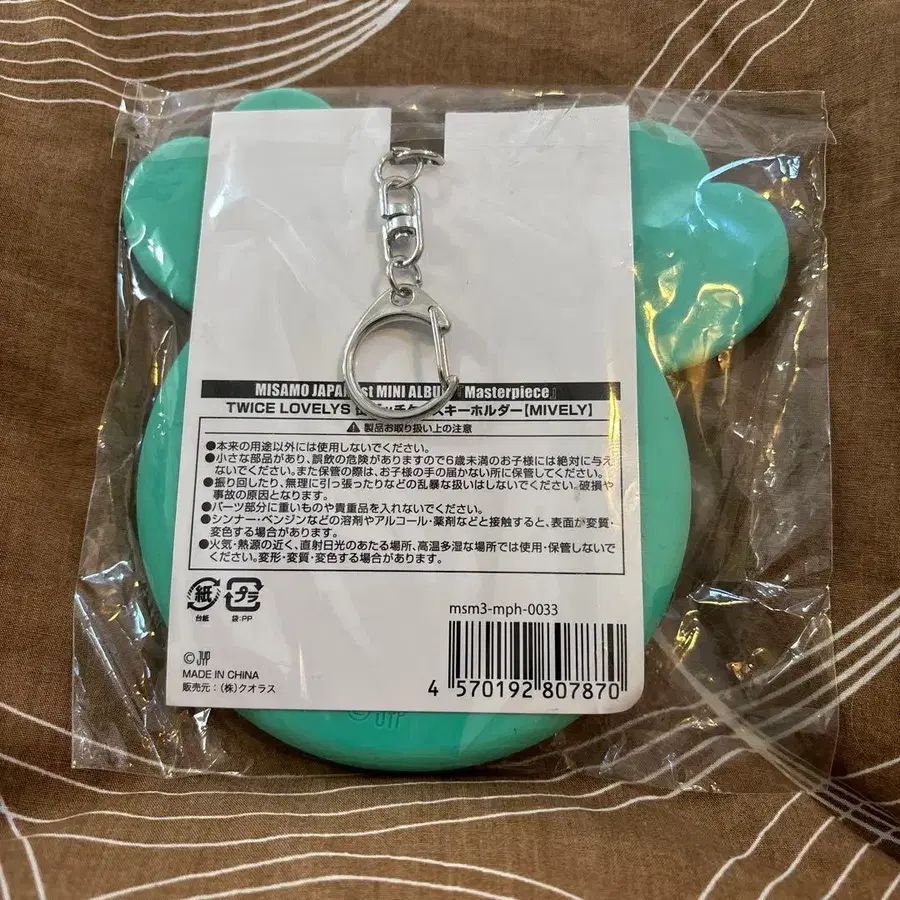 MISAMO JAPAN st MINI ALBUM 『Masterpiece』
TWICE LOVELYS ッチ スキーホルダー【MIVELY】
⚠ 製品お取り扱い上の注意
●本来の用途以外には使用しないでください。
●小さな部品があり、誤飲の危険がありますので6歳未満のお子様には絶対に与え
ないでください。また保管の際は、お子様の手の届かない所に保管してください。
●振り回したり、無理に引っ張ったりなどの乱暴な扱いはしないでください。破損や
事故の原因となります。
●パーツ部分に重いものや貴重品を入れないでください。
●シンナー・ベンジンなどの溶剤やアルコール・薬剤などと接触すると、表面が変質・
変色する場合があります。
●火気・熱源の近く、直射日光のあたる場所、高温多湿な場所では使用・保管しないで
ください。変形・変質・変色する場合があります。
紙 プラ
台紙 袋:PP
msm3-mph-0033
© JYP
MADE IN CHINA
販売元：(株)クオラス
4 570192 807870
© JYP